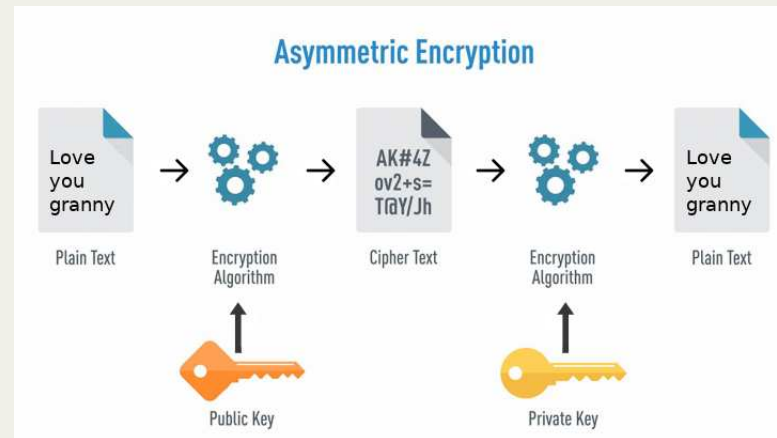 Asymmetric Encryption
Love
you
granny
AK#4Z
ov2+s=
T@Y/Jh
Love
you
granny
Plain Text
Encryption
Algorithm
Cipher Text
Encryption
Algorithm
Plain Text
Public Key
Private Key